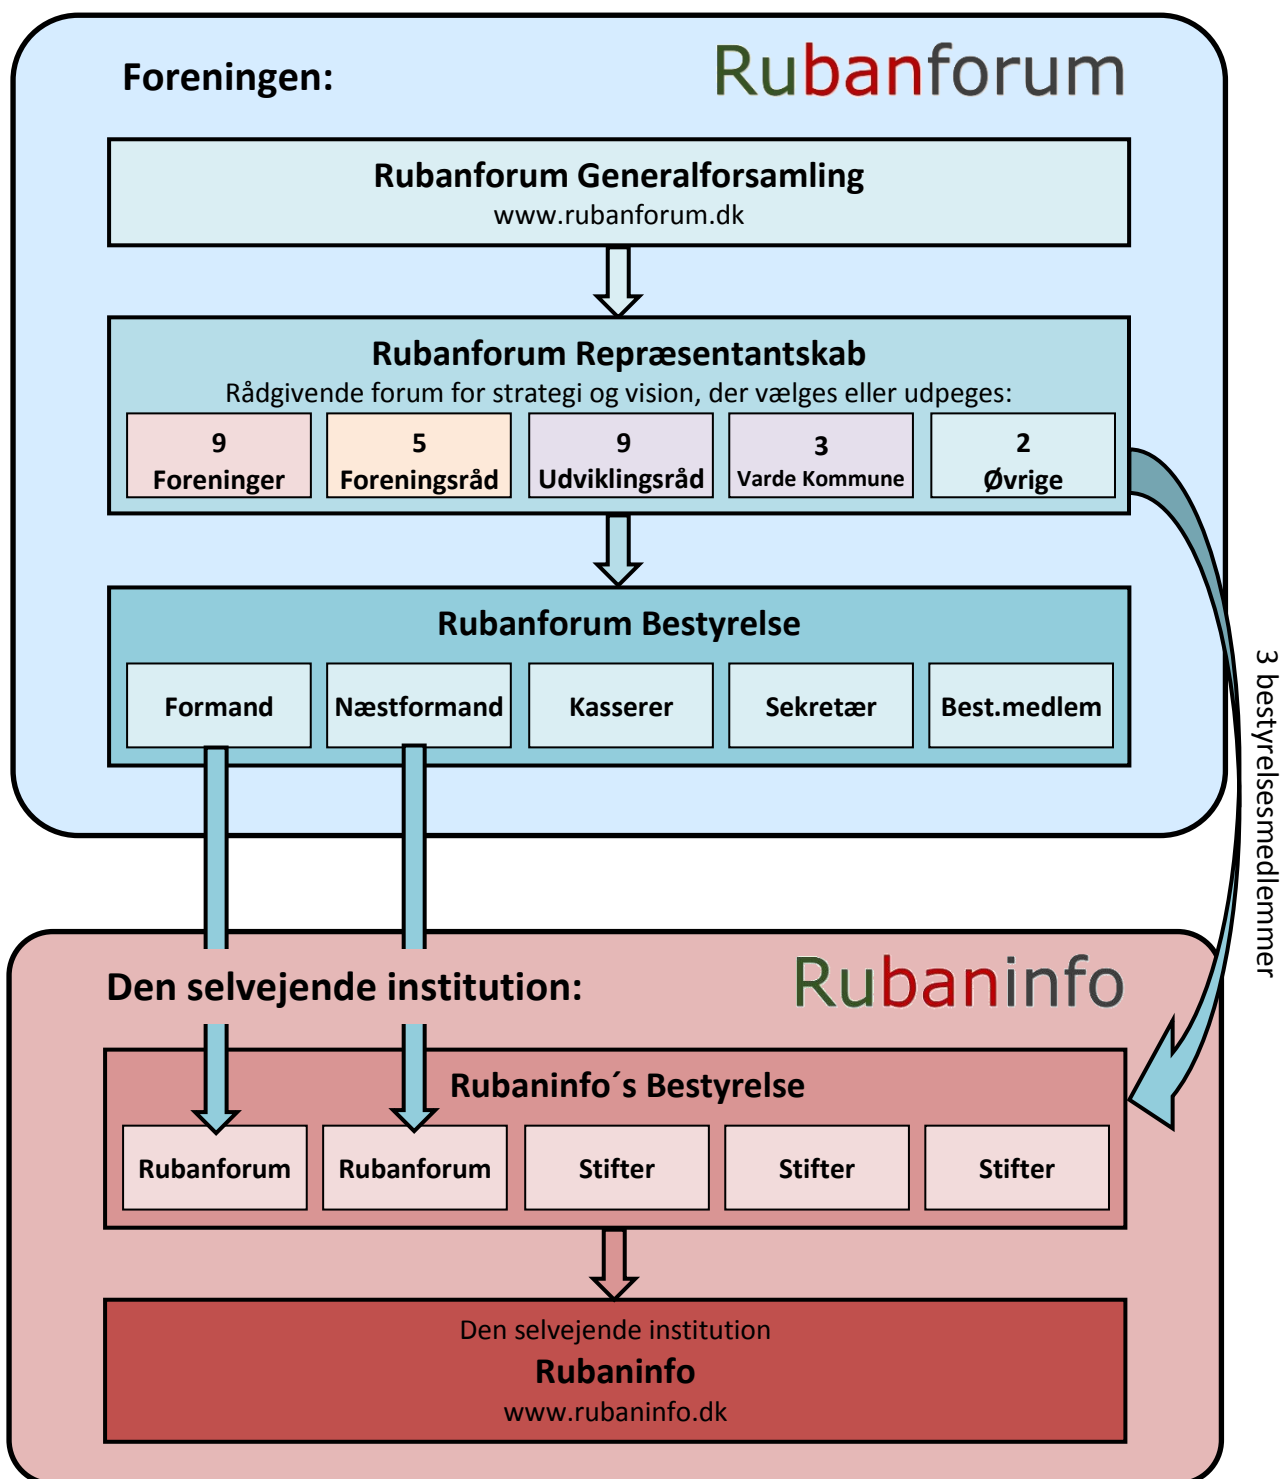 Foreningen:
Rubanforum
Rubanforum Generalforsamling
www.rubanforum.dk
Rubanforum Repræsentantskab
Rådgivende forum for strategi og vision, der vælges eller udpeges:
9
Foreninger
5
Foreningsråd
9
Udviklingsråd
3
Varde Kommune
2
Øvrige
Rubanforum Bestyrelse
Formand
Næstformand
Kasserer
Sekretær
Best.medlem
3 bestyrelsesmedlemmer
Den selvejende institution:
Rubaninfo
Rubaninfo´s Bestyrelse
Rubanforum
Rubanforum
Stifter
Stifter
Stifter
Den selvejende institution
Rubaninfo
www.rubaninfo.dk